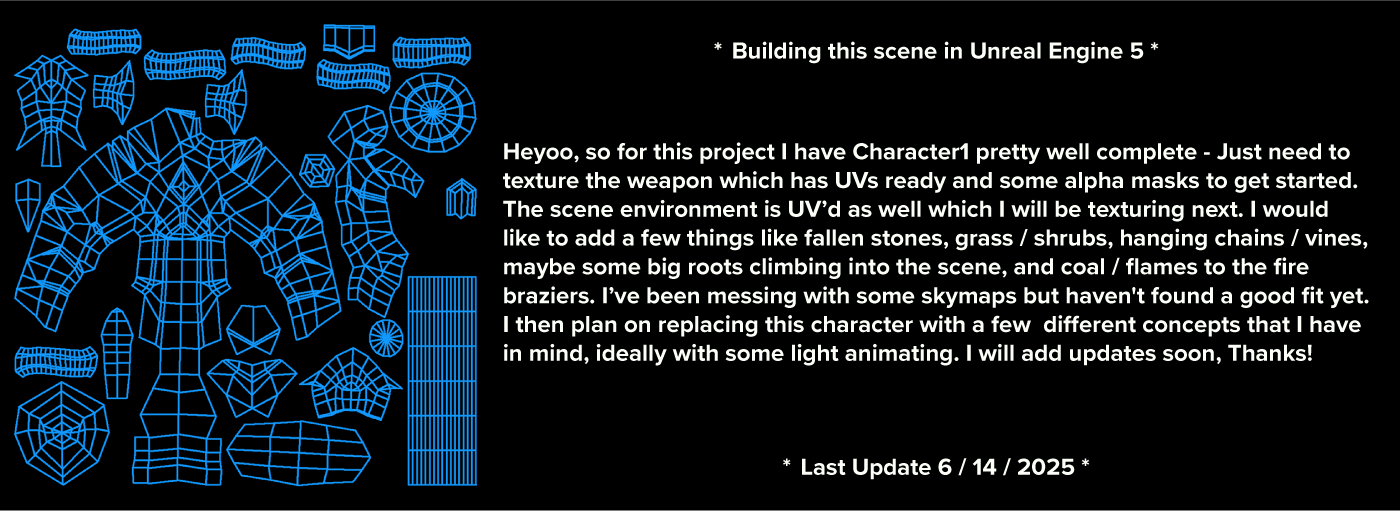 * Building this scene in Unreal Engine 5 *
Heyoo, so for this project I have Character1 pretty well complete - Just need to
texture the weapon which has UVs ready and some alpha masks to get started.
The scene environment is UV’d as well which I will be texturing next. I would
like to add a few things like fallen stones, grass / shrubs, hanging chains / vines,
maybe some big roots climbing into the scene, and coal / flames to the fire
braziers. I’ve been messing with some skymaps but haven't found a good fit yet.
I then plan on replacing this character with a few  different concepts that I have
in mind, ideally with some light animating. I will add updates soon, Thanks!
* Last Update 6 / 14 / 2025 *